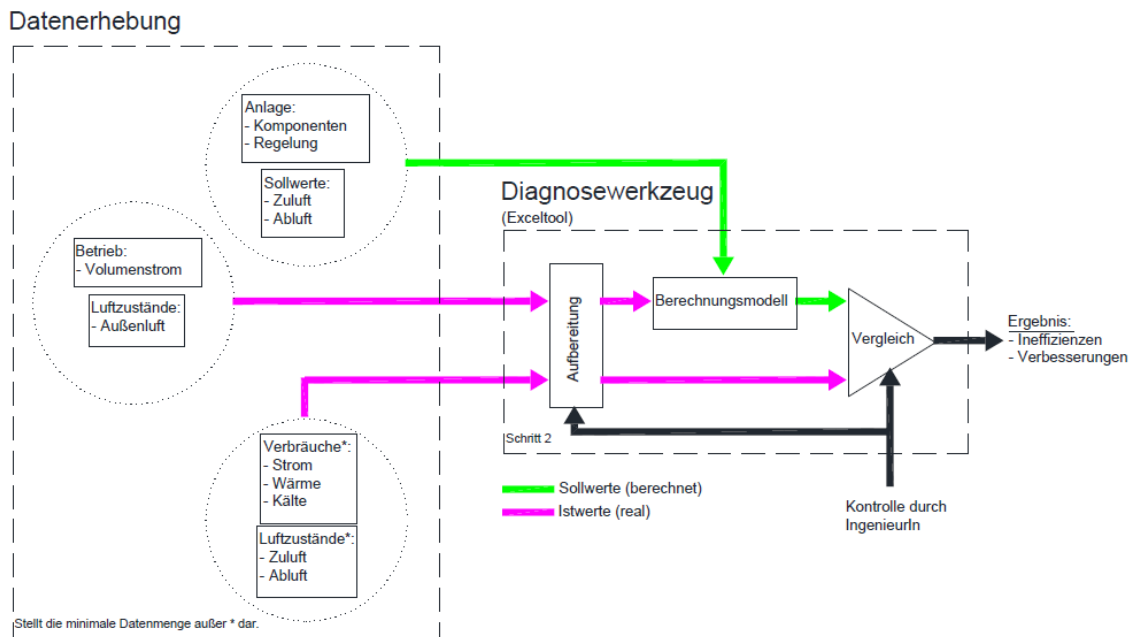 Datenerhebung
Anlage:
- Komponenten
- Regelung
Sollwerte:
- Zuluft
- Abluft
Betrieb:
- Volumenstrom
Luftzustände:
- Außenluft
Verbräuche*:
- Strom
- Wärme
- Kälte
Luftzustände*:
- Zuluft
- Abluft
Stellt die minimale Datenmenge außer * dar.
Diagnosewerkzeug
(Exceltool)
Aufbereitung
Berechnungsmodell
Vergleich
Schritt 2
Ergebnis:
- Ineffizienzen
- Verbesserungen
Sollwerte (berechnet)
Istwerte (real)
Kontrolle durch
IngenieurIn